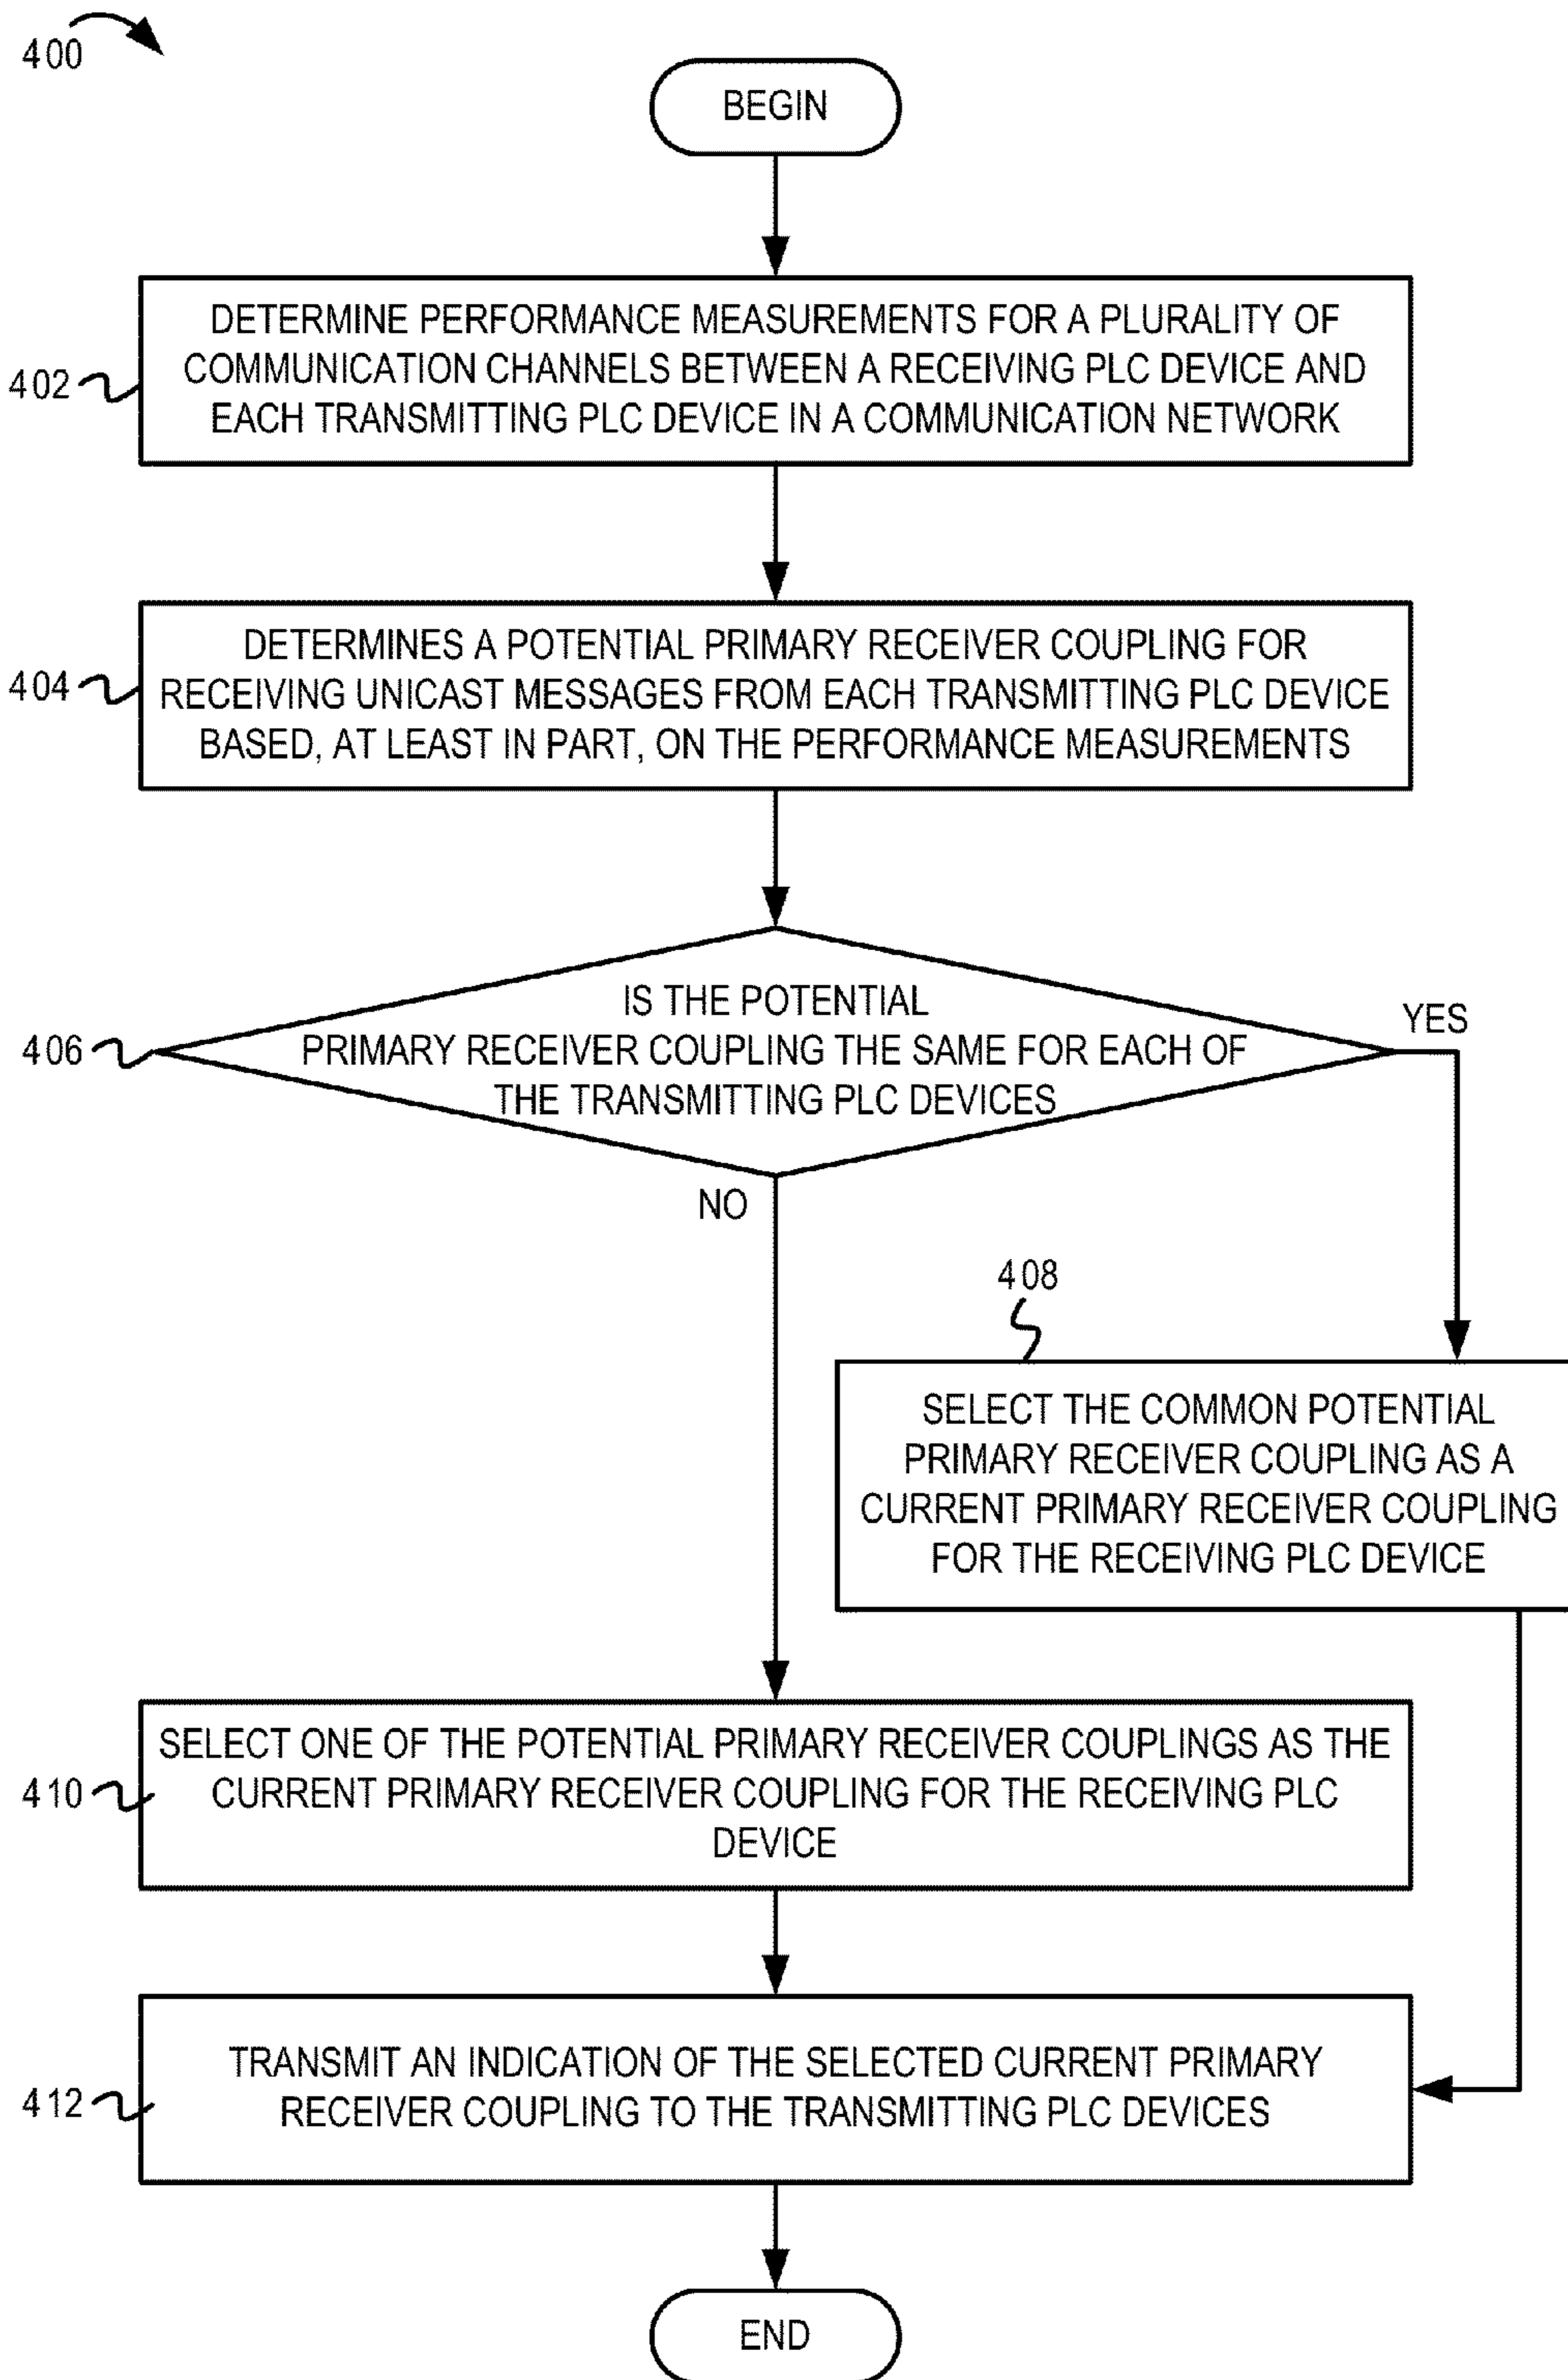 400
BEGIN
402
DETERMINE PERFORMANCE MEASUREMENTS FOR A PLURALITY OF
COMMUNICATION CHANNELS BETWEEN A RECEIVING PLC DEVICE AND
EACH TRANSMITTING PLC DEVICE IN A COMMUNICATION NETWORK
404
DETERMINES A POTENTIAL PRIMARY RECEIVER COUPLING FOR
RECEIVING UNICAST MESSAGES FROM EACH TRANSMITTING PLC DEVICE
BASED, AT LEAST IN PART, ON THE PERFORMANCE MEASUREMENTS
406
IS THE POTENTIAL
PRIMARY RECEIVER COUPLING THE SAME FOR EACH OF
THE TRANSMITTING PLC DEVICES
YES
NO
408
SELECT THE COMMON POTENTIAL
PRIMARY RECEIVER COUPLING AS A
CURRENT PRIMARY RECEIVER COUPLING
FOR THE RECEIVING PLC DEVICE
410
SELECT ONE OF THE POTENTIAL PRIMARY RECEIVER COUPLINGS AS THE
CURRENT PRIMARY RECEIVER COUPLING FOR THE RECEIVING PLC
DEVICE
412
TRANSMIT AN INDICATION OF THE SELECTED CURRENT PRIMARY
RECEIVER COUPLING TO THE TRANSMITTING PLC DEVICES
END